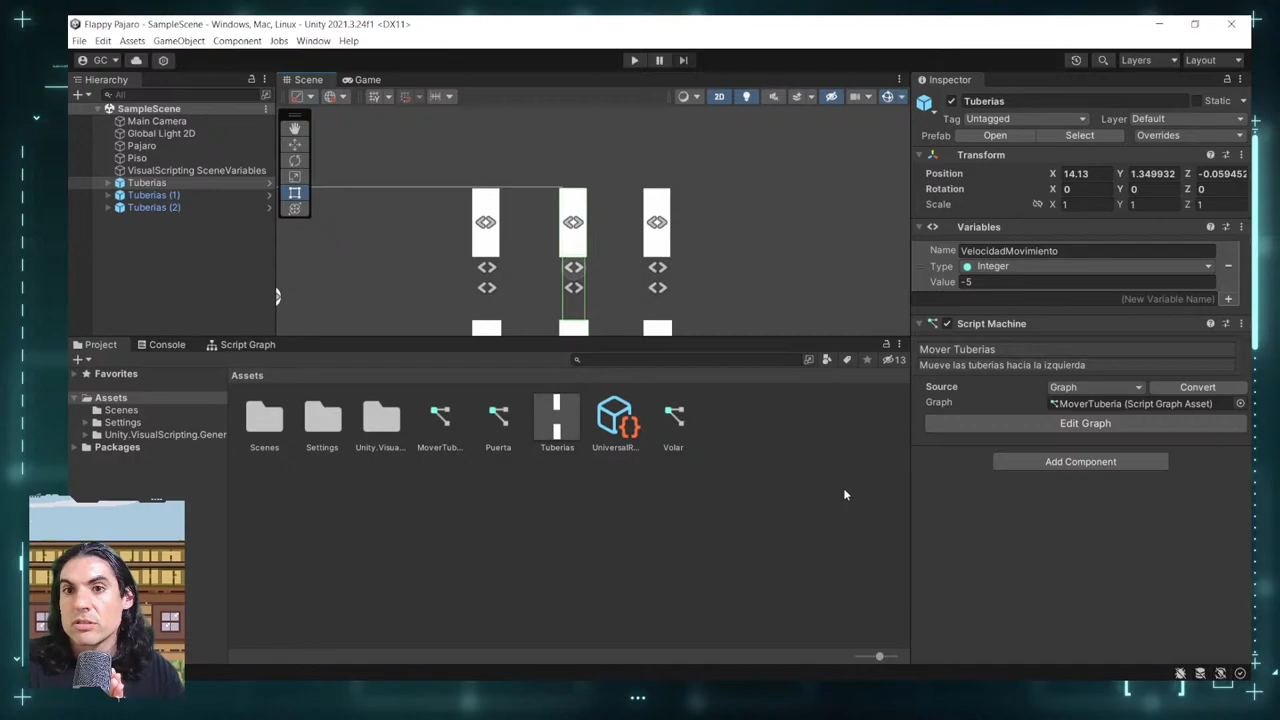 Flappy Pajaro - SampleScene - Windows, Mac, Linux - Unity 2021.3.24f1 <DX11>
File Edit Assets GameObject Component Jobs Window Help
GC
Layers
Layout
Hierarchy
All
SampleScene
Main Camera
Global Light 2D
Pajaro
Piso
VisualScripting SceneVariables
Tuberias
Tuberias (1)
Tuberias (2)
Scene
Game
2D
Inspector
Tuberias
Static
Tag Untagged
Layer Default
Prefab
Open
Select
Overrides
Transform
Position X 14.13 Y 1.349932 Z -0.059452
Rotation X 0 Y 0 Z 0
Scale X 1 Y 1 Z 1
Variables
Name VelocidadMovimiento
Type Integer
Value -5
(New Variable Name)
Script Machine
Mover Tuberias
Mueve las tuberias hacia la izquierda
Source Graph Convert
Graph MoverTuberia (Script Graph Asset)
Edit Graph
Add Component
Project
Console
Script Graph
13
Favorites
Assets
Scenes
Settings
Unity.VisualScripting.Gener
Packages
Assets
Scenes
Settings
Unity.Visua...
MoverTub...
Puerta
Tuberias
UniversalR...
Volar